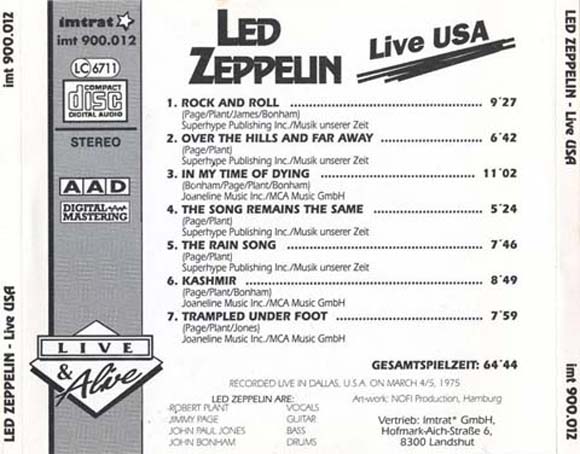 imt 900.012
LED ZEPPELIN - Live USA
imtrat
imt 900.012
LC 6711
COMPACT
disc
DIGITAL AUDIO
STEREO
AAD
DIGITAL
MASTERING
LIVE
& Alive
LED
ZEPPELIN
Live USA
1. ROCK AND ROLL ........................ 9´27
(Page/Plant/James/Bonham)
Superhype Publishing Inc./Musik unserer Zeit
2. OVER THE HILLS AND FAR AWAY ........................ 6´42
(Page/Plant)
Superhype Publishing Inc./Musik unserer Zeit
3. IN MY TIME OF DYING ........................ 11´02
(Bonham/Page/Plant/Bonham)
Joaneline Music Inc./MCA Music GmbH
4. THE SONG REMAINS THE SAME ........................ 5´24
(Page/Plant)
Superhype Publishing Inc./Musik unserer Zeit
5. THE RAIN SONG ........................ 7´46
(Page/Plant)
Superhype Publishing Inc./Musik unserer Zeit
6. KASHMIR ........................ 8´49
(Page/Plant/Bonham)
Joaneline Music Inc./MCA Music GmbH
7. TRAMPLED UNDER FOOT ........................ 7´59
(Page/Plant/Jones)
Joaneline Music Inc./MCA Music GmbH
GESAMTSPIELZEIT: 64´44
RECORDED LIVE IN DALLAS, U.S.A. ON MARCH 4/5, 1975
LED ZEPPELIN ARE:
ROBERT PLANT VOCALS
JIMMY PAGE GUITAR
JOHN PAUL JONES BASS
JOHN BONHAM DRUMS
Art-work: NOFI Production, Hamburg
Vertrieb: Imtrat* GmbH,
Hofmark-Aich-Straße 6,
8300 Landshut
LED ZEPPELIN - Live USA
imt 900.012